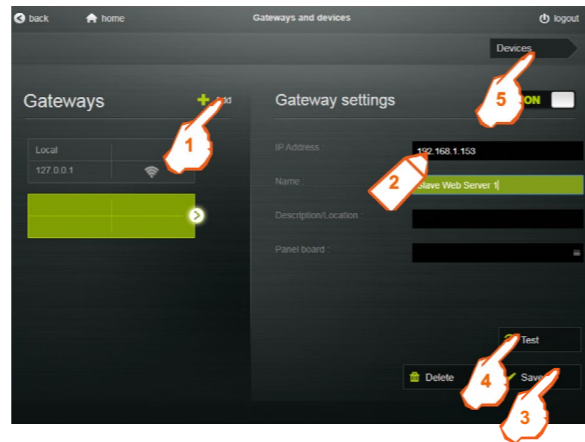 back
home
Gateways and devices
logout
Devices
Gateways
Gateway settings
ON
5
1
Local
127.0.0.1
IP Address :
192.168.1.153
2
Name :
Slave Web Server 1
Description/Location :
Panel board :
Test
Delete
4
Save
3